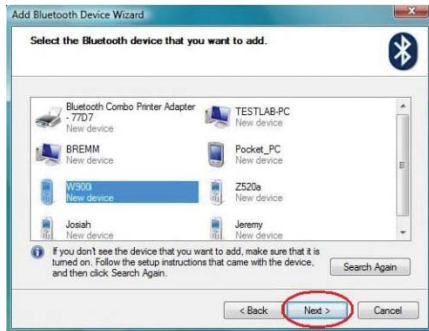 Add Bluetooth Device Wizard
Select the Bluetooth device that you want to add.
Bluetooth Combo Printer Adapter
- 77D7
New device
TESTLAB-PC
New device
BREMM
New device
Pocket_PC
New device
W900i
New device
Z520a
New device
Josiah
New device
Jeremy
New device
If you don't see the device that you want to add, make sure that it is
turned on. Follow the setup instructions that came with the device,
and then click Search Again.
Search Again
< Back
Next >
Cancel